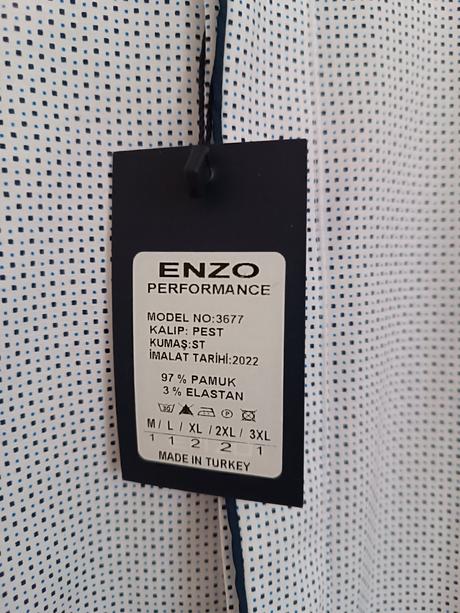 ENZO
PERFORMANCE
MODEL NO:3677
KALIP: PEST
KUMAŞ:ST
İMALAT TARİHİ:2022
97 % PAMUK
3 % ELASTAN
M / L / XL / 2XL / 3XL
1 1 2 2 1
MADE IN TURKEY